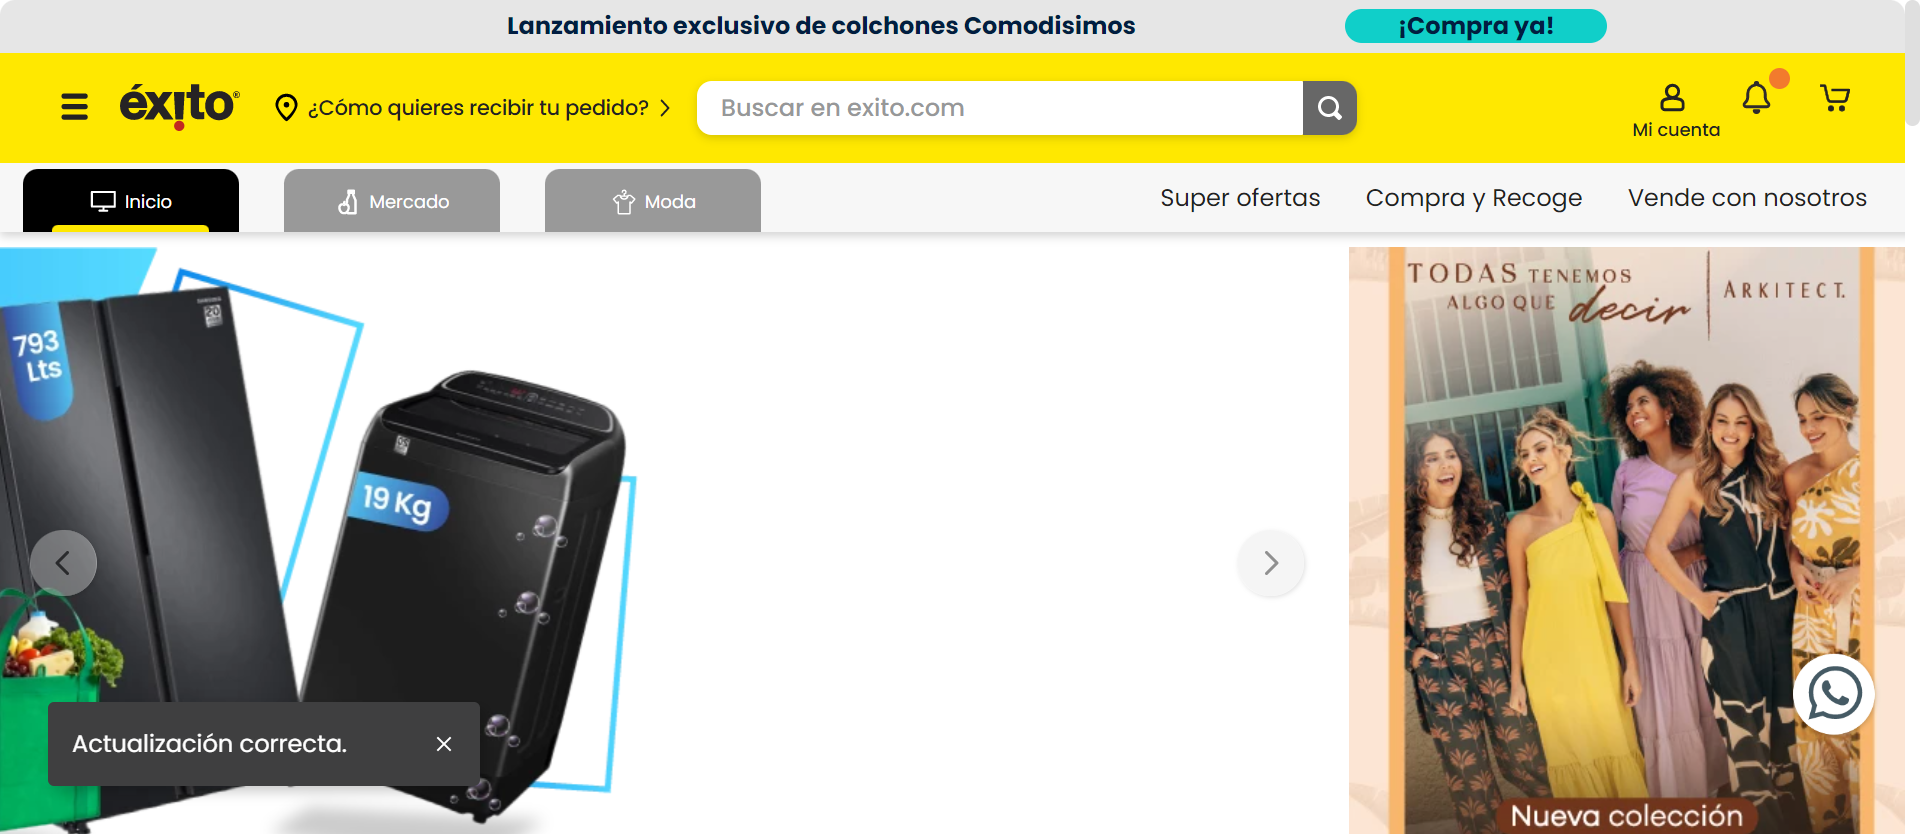 Lanzamiento exclusivo de colchones Comodisimos
¡Compra ya!
éxito®
¿Cómo quieres recibir tu pedido?
Buscar en exito.com
Mi cuenta
Inicio
Mercado
Moda
Super ofertas
Compra y Recoge
Vende con nosotros
793
Lts
SAMSUNG
20
19 Kg
TODAS TENEMOS
ALGO QUE decir
ARKITECT.
Nueva colección
Actualización correcta.